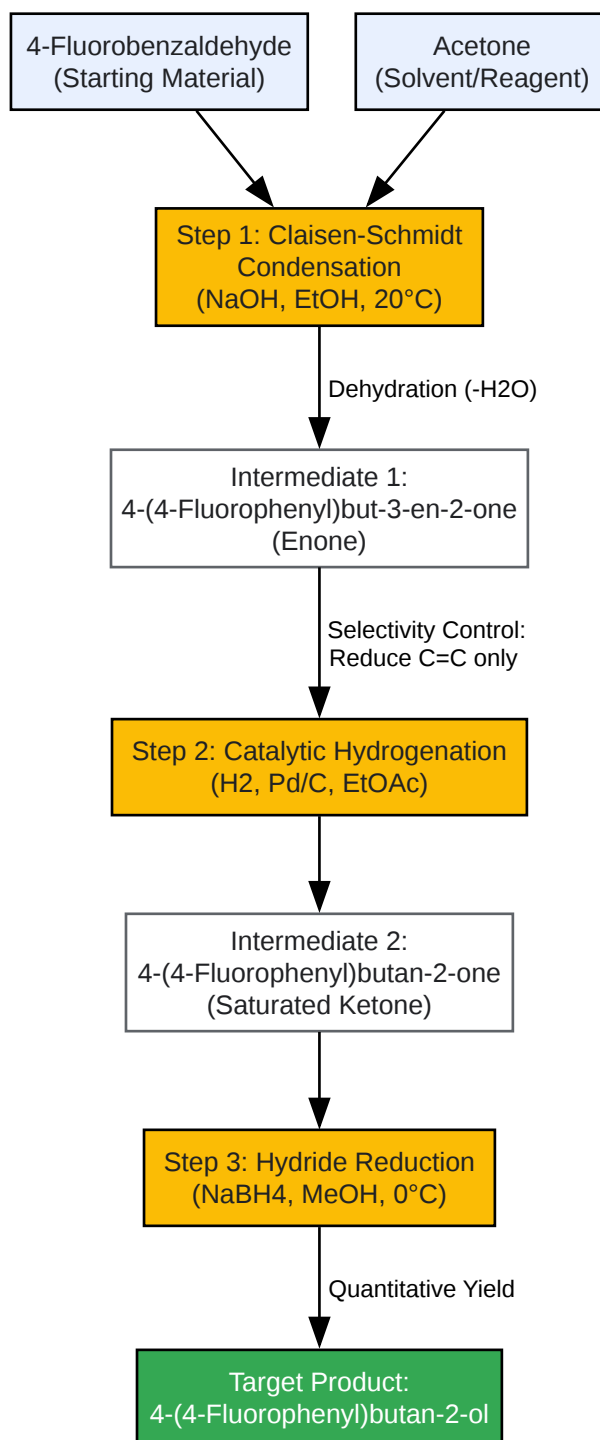 4-Fluorobenzaldehyde
(Starting Material)
Acetone
(Solvent/Reagent)
Step 1: Claisen-Schmidt
Condensation
(NaOH, EtOH, 20°C)
Dehydration (-H2O)
Intermediate 1:
4-(4-Fluorophenyl)but-3-en-2-one
(Enone)
Selectivity Control:
Reduce C=C only
Step 2: Catalytic Hydrogenation
(H2, Pd/C, EtOAc)
Intermediate 2:
4-(4-Fluorophenyl)butan-2-one
(Saturated Ketone)
Step 3: Hydride Reduction
(NaBH4, MeOH, 0°C)
Quantitative Yield
Target Product:
4-(4-Fluorophenyl)butan-2-ol